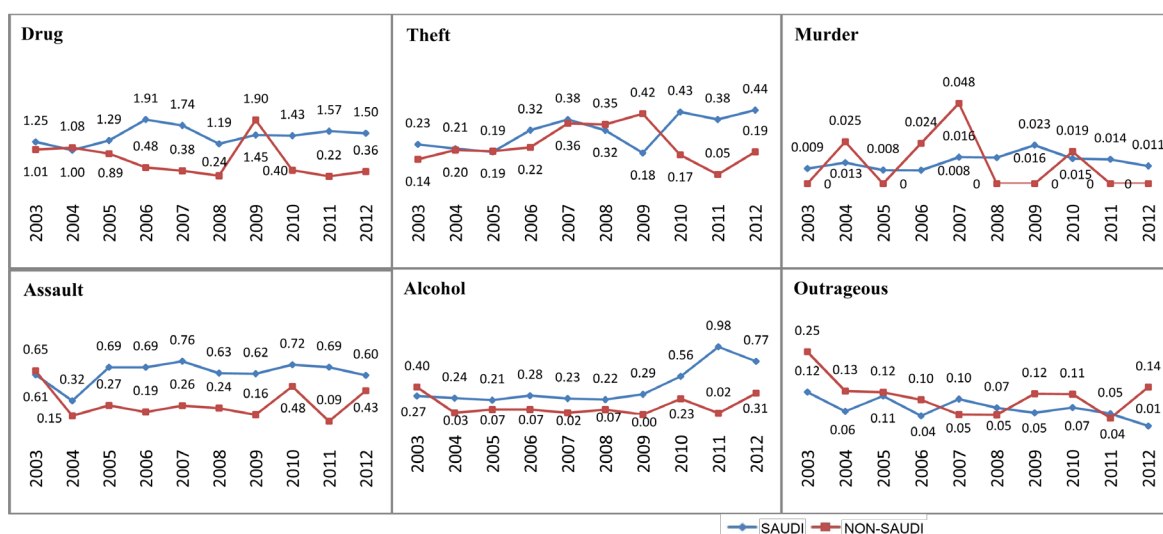 Drug
1.25 1.08 1.29 1.91 1.74 1.19 1.90 1.43 1.57 1.50
1.01 1.00 0.89 0.48 0.38 0.24 1.45 0.40 0.22 0.36
2003 2004 2005 2006 2007 2008 2009 2010 2011 2012
Theft
0.23 0.21 0.19 0.32 0.38 0.35 0.42 0.43 0.38 0.44
0.14 0.20 0.19 0.22 0.36 0.32 0.18 0.17 0.05 0.19
2003 2004 2005 2006 2007 2008 2009 2010 2011 2012
Murder
0.009 0.025 0.008 0.024 0.048 0.016 0.023 0.019 0.014 0.011
0 0.013 0 0.008 0 0.016 0 0.015 0 0
2003 2004 2005 2006 2007 2008 2009 2010 2011 2012
Assault
0.65 0.32 0.69 0.69 0.76 0.63 0.62 0.72 0.69 0.60
0.61 0.15 0.27 0.19 0.26 0.24 0.16 0.48 0.09 0.43
2003 2004 2005 2006 2007 2008 2009 2010 2011 2012
Alcohol
0.40 0.24 0.21 0.28 0.23 0.22 0.29 0.56 0.98 0.77
0.27 0.03 0.07 0.07 0.02 0.07 0.00 0.23 0.02 0.31
2003 2004 2005 2006 2007 2008 2009 2010 2011 2012
Outrageous
0.25 0.13 0.12 0.10 0.10 0.07 0.12 0.11 0.05 0.14
0.12 0.06 0.11 0.04 0.05 0.05 0.05 0.07 0.04 0.01
2003 2004 2005 2006 2007 2008 2009 2010 2011 2012
SAUDI NON-SAUDI